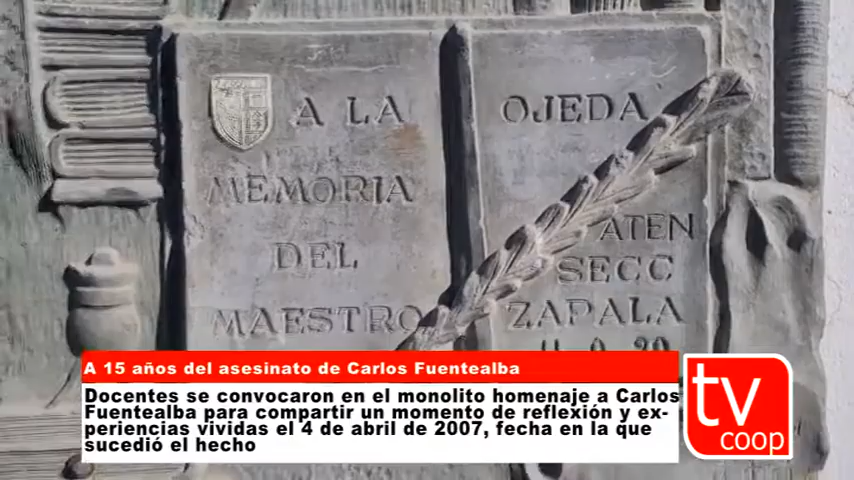 A LA
MEMORIA
DEL
MAESTRO
OJEDA
ATEN
SECC
ZAPALA
A 15 años del asesinato de Carlos Fuentealba
Docentes se convocaron en el monolito homenaje a Carlos
Fuentealba para compartir un momento de reflexión y ex-
periencias vividas el 4 de abril de 2007, fecha en la que
sucedió el hecho
tv
coop